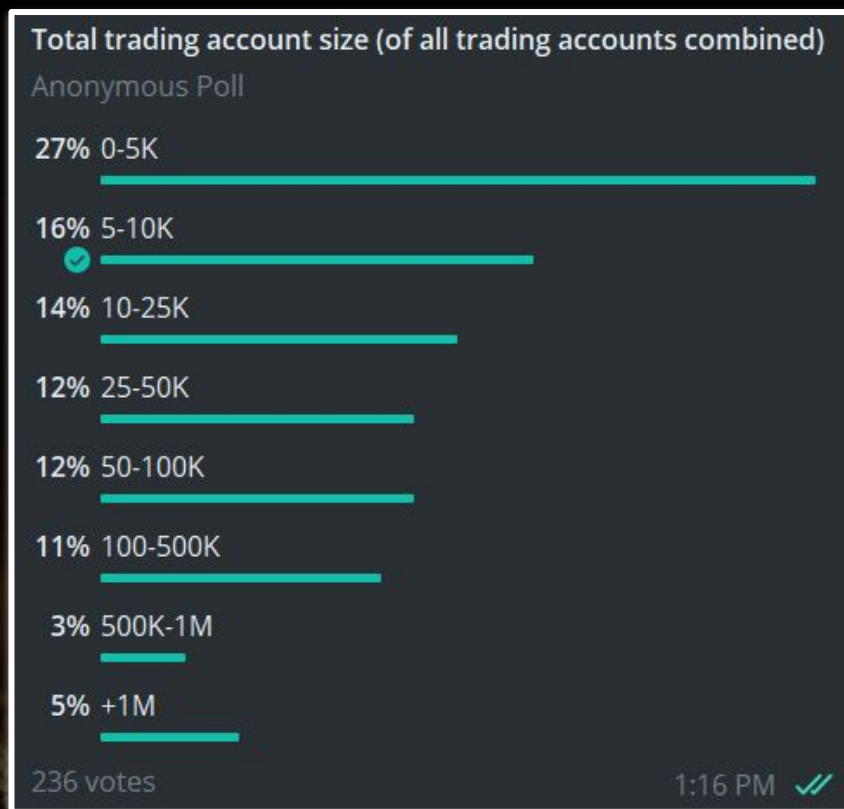 Total trading account size (of all trading accounts combined)
Anonymous Poll
27% 0-5K
16% 5-10K
14% 10-25K
12% 25-50K
12% 50-100K
11% 100-500K
3% 500K-1M
5% +1M
236 votes 1:16 PM